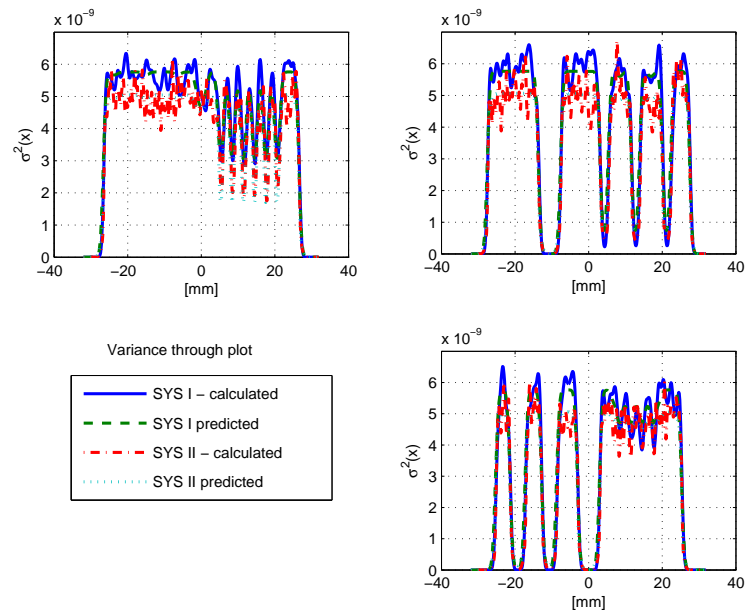 x 10⁻⁹
7
6
5
4
3
2
1
0
−40 −20 0 20 40
σ²(x)
[mm]
x 10⁻⁹
7
6
5
4
3
2
1
0
−40 −20 0 20 40
σ²(x)
[mm]
Variance through plot
SYS I − calculated
SYS I predicted
SYS II − calculated
SYS II predicted
x 10⁻⁹
7
6
5
4
3
2
1
0
−40 −20 0 20 40
σ²(x)
[mm]